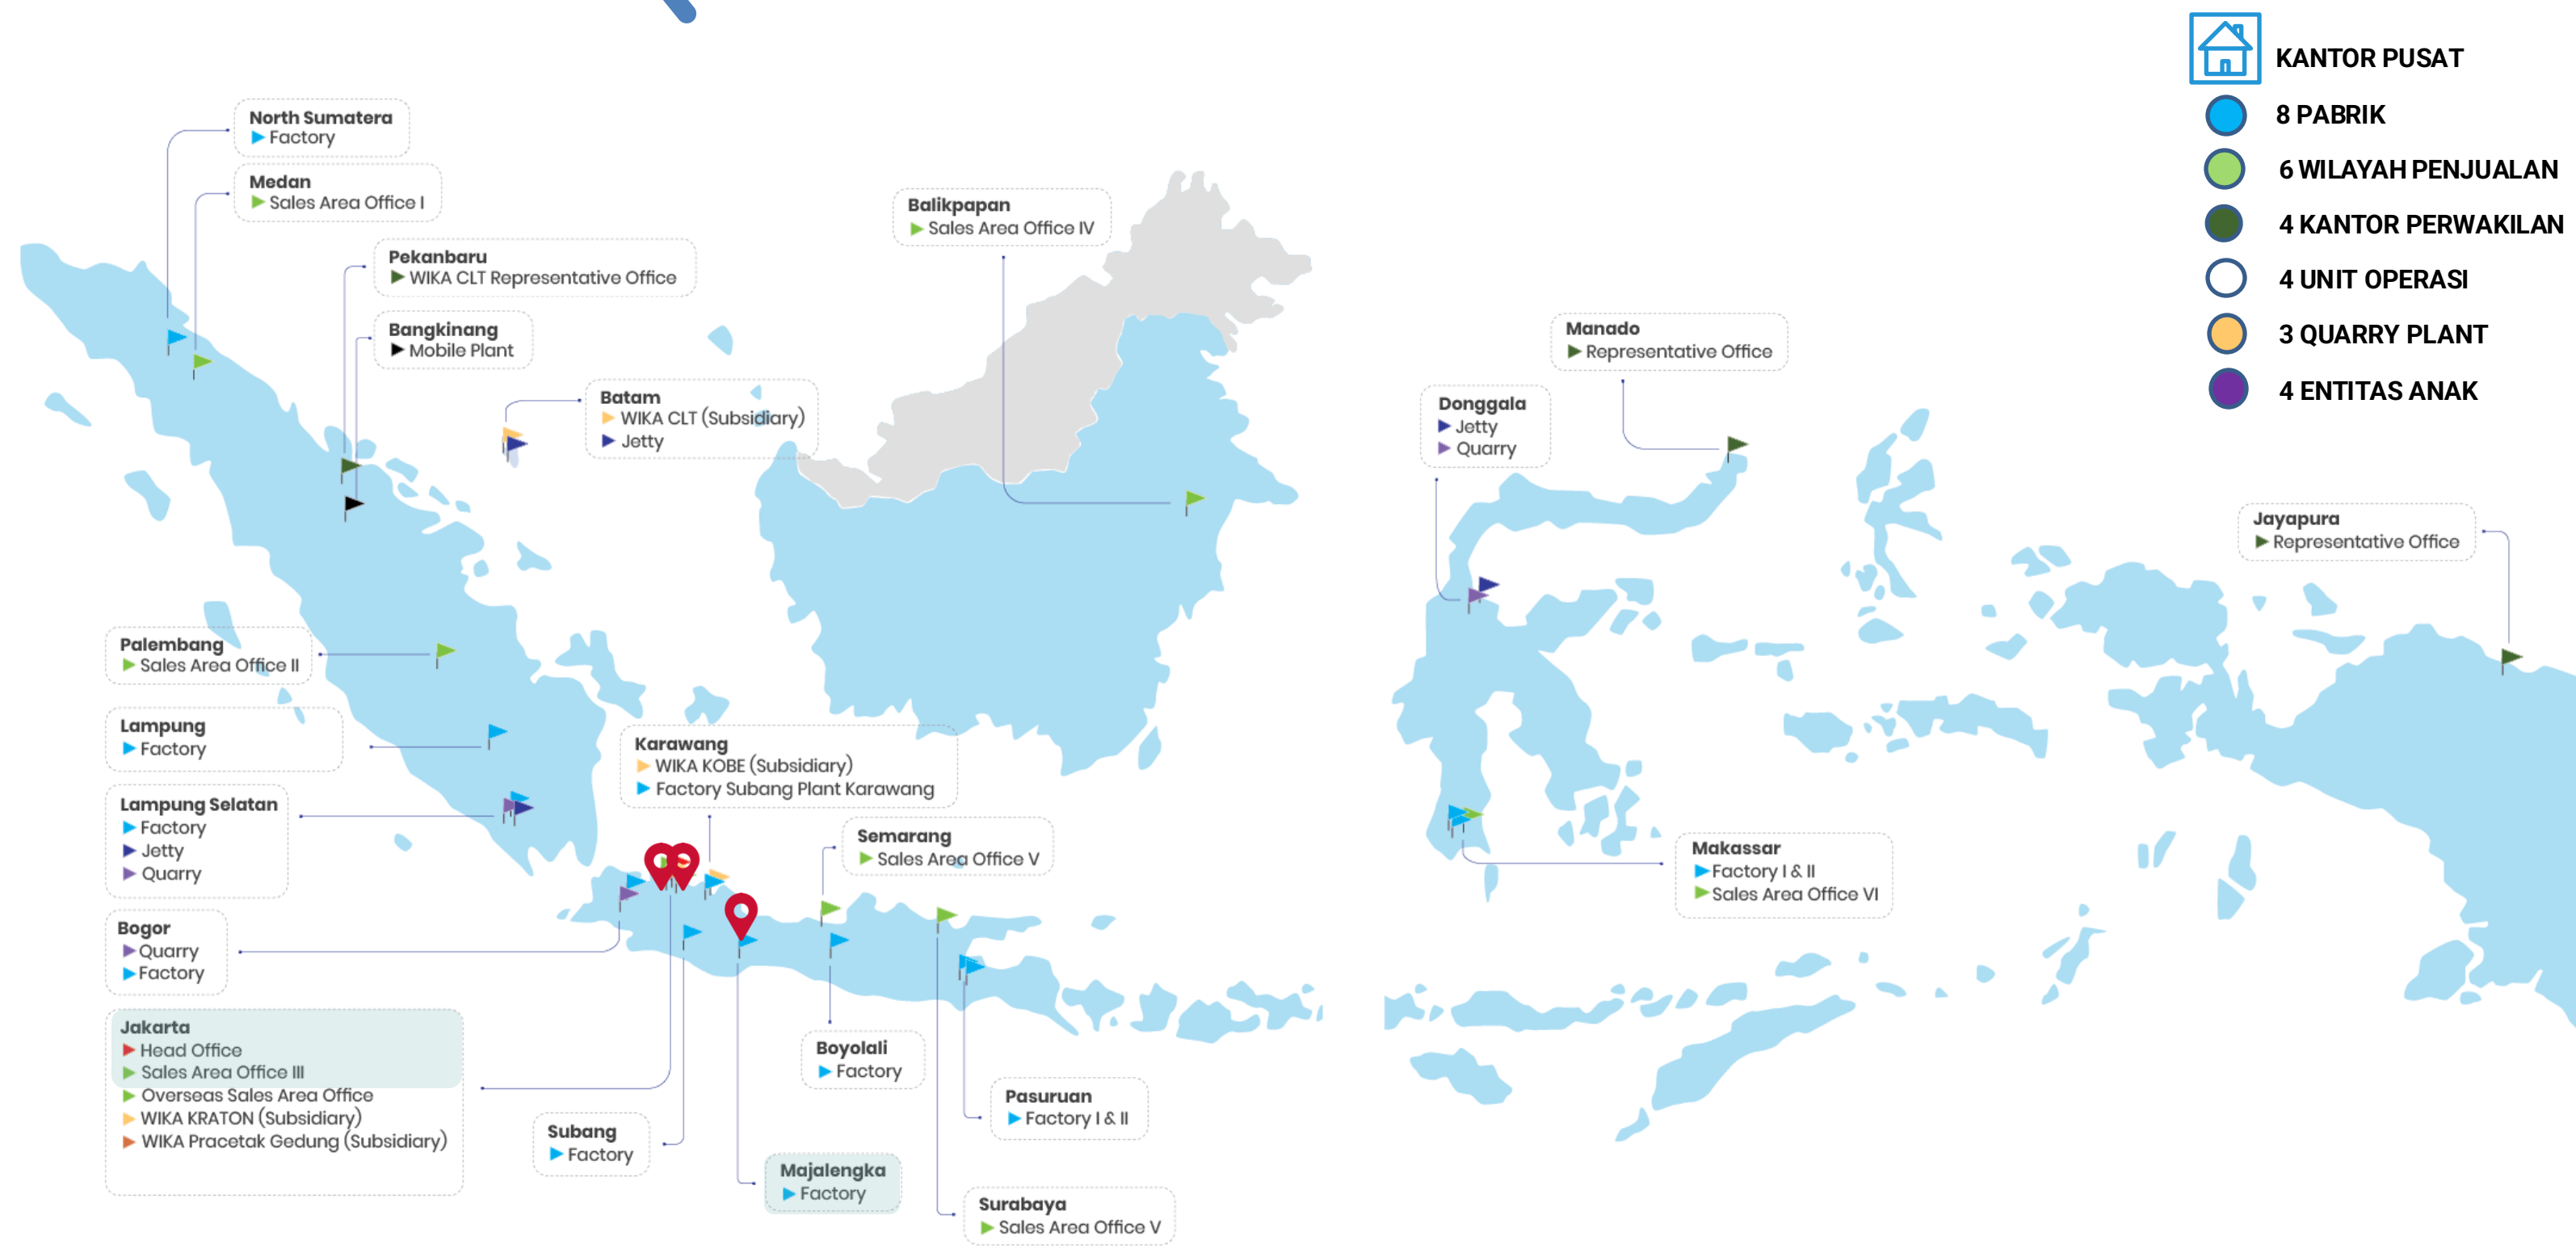 KANTOR PUSAT
8 PABRIK
6 WILAYAH PENJUALAN
4 KANTOR PERWAKILAN
4 UNIT OPERASI
3 QUARRY PLANT
4 ENTITAS ANAK
North Sumatera
Factory
Medan
Sales Area Office I
Pekanbaru
WIKA CLT Representative Office
Bangkinang
Mobile Plant
Batam
WIKA CLT (Subsidiary)
Jetty
Balikpapan
Sales Area Office IV
Manado
Representative Office
Donggala
Jetty
Quarry
Jayapura
Representative Office
Palembang
Sales Area Office II
Lampung
Factory
Lampung Selatan
Factory
Jetty
Quarry
Karawang
WIKA KOBE (Subsidiary)
Factory Subang Plant Karawang
Semarang
Sales Area Office V
Makassar
Factory I & II
Sales Area Office VI
Bogor
Quarry
Factory
Jakarta
Head Office
Sales Area Office III
Overseas Sales Area Office
WIKA KRATON (Subsidiary)
WIKA Pracetak Gedung (Subsidiary)
Boyolali
Factory
Pasuruan
Factory I & II
Subang
Factory
Majalengka
Factory
Surabaya
Sales Area Office V